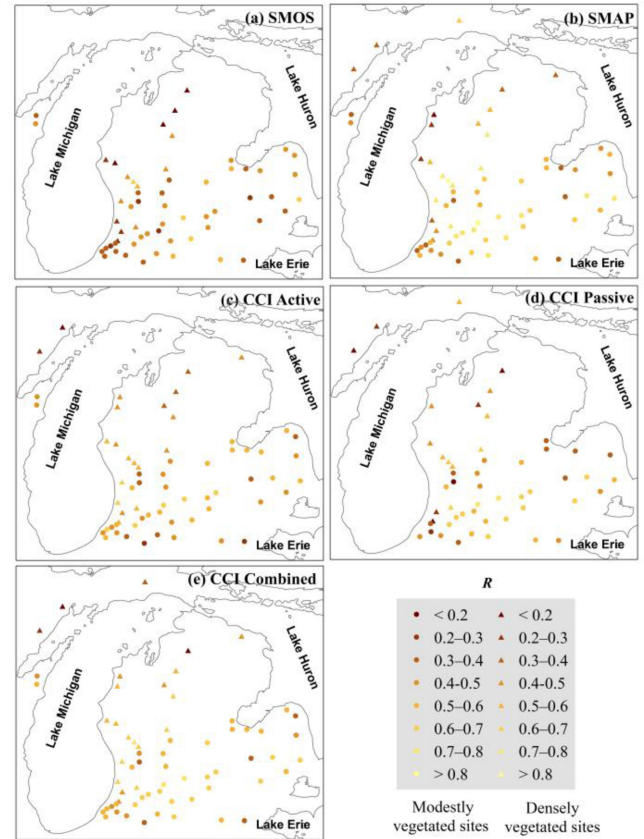 (a) SMOS
Lake Michigan
Lake Huron
Lake Erie
(b) SMAP
Lake Michigan
Lake Huron
Lake Erie
(c) CCI Active
Lake Michigan
Lake Huron
Lake Erie
(d) CCI Passive
Lake Michigan
Lake Huron
Lake Erie
(e) CCI Combined
Lake Michigan
Lake Huron
Lake Erie
R
< 0.2 < 0.2
0.2–0.3 0.2–0.3
0.3–0.4 0.3–0.4
0.4-0.5 0.4-0.5
0.5–0.6 0.5–0.6
0.6–0.7 0.6–0.7
0.7–0.8 0.7–0.8
> 0.8 > 0.8
Modestly Densely
vegetated sites vegetated sites